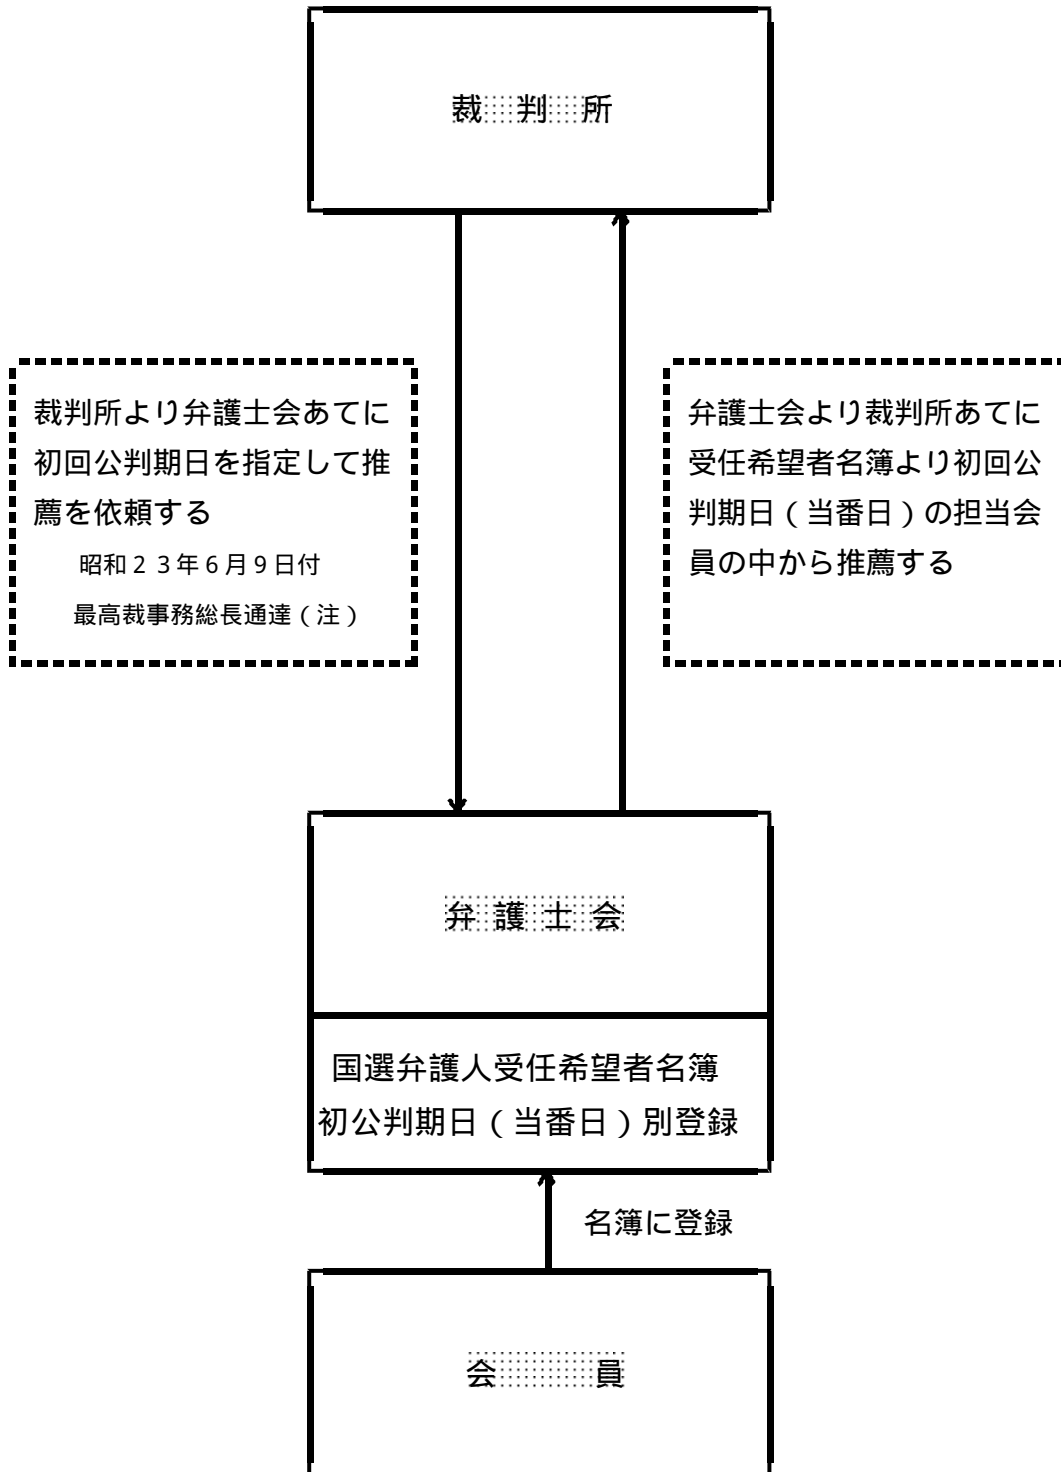 裁 判 所
裁判所より弁護士会あてに
初回公判期日を指定して推
薦を依頼する
昭和２３年６月９日付
最高裁事務総長通達（注）
弁護士会より裁判所あてに
受任希望者名簿より初回公
判期日（当番日）の担当会
員の中から推薦する
弁 護 士 会
国選弁護人受任希望者名簿
初公判期日（当番日）別登録
名簿に登録
会 員